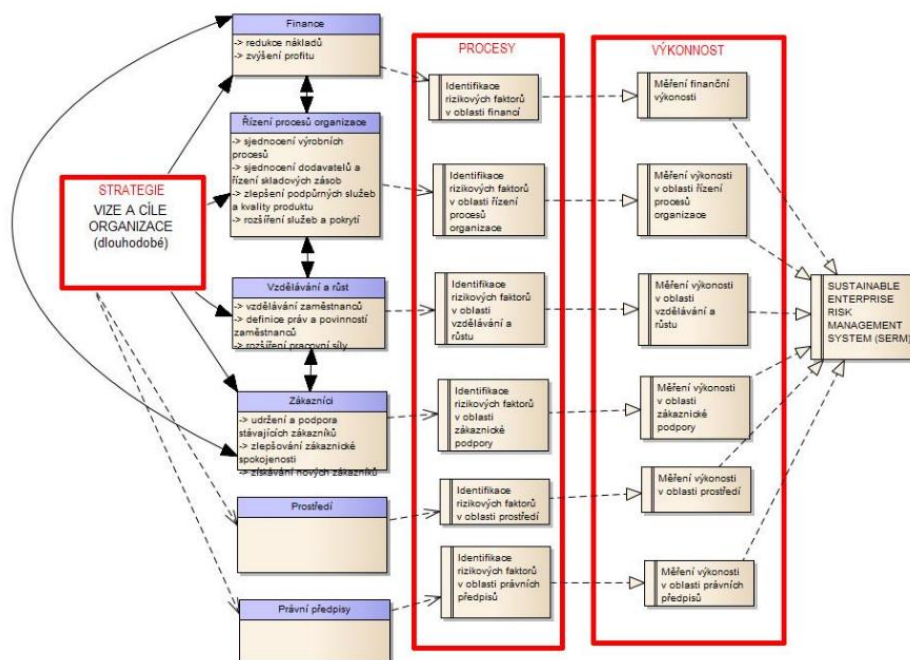 Finance
-> redukce nákladů
-> zvýšení profitu
Řízení procesů organizace
-> sjednocení výrobních
procesů
-> sjednocení dodavatelů a
řízení skladových zásob
-> zlepšení podpůrných služeb
a kvality produktu
-> rozšíření služeb a pokrytí
STRATEGIE
VIZE A CÍLE
ORGANIZACE
(dlouhodobé)
Vzdělávání a růst
-> vzdělávání zaměstnanců
-> definice práv a povinností
zaměstnanců
-> rozšíření pracovní síly
Zákazníci
-> udržení a podpora
stávajících zákazníků
-> zlepšování zákaznické
spokojenosti
-> získávání nových zákazníků
Prostředí
Právní předpisy
PROCESY
Identifikace
rizikových faktorů
v oblasti financí
Identifikace
rizikových faktorů
v oblasti řízení
procesů
organizace
Identifikace
rizikových faktorů
v oblasti
vzdělávání a
růstu
Identifikace
rizikových faktorů
v oblasti
zákaznické
podpory
Identifikace
rizikových faktorů
v oblasti prostředí
Identifikace
rizikových faktorů
v oblasti právních
předpisů
VÝKONNOST
Měření finanční
výkonosti
Měření výkonosti
v oblasti řízení
procesů
organizace
Měření výkonosti
v oblasti
vzdělávání a
růstu
Měření výkonosti
v oblasti
zákaznické
podpory
Měření výkonosti
v oblasti prostředí
Měření výkonosti
v oblasti právních
předpisů
SUSTAINABLE
ENTERPRISE
RISK
MANAGEMENT
SYSTEM (SERM)